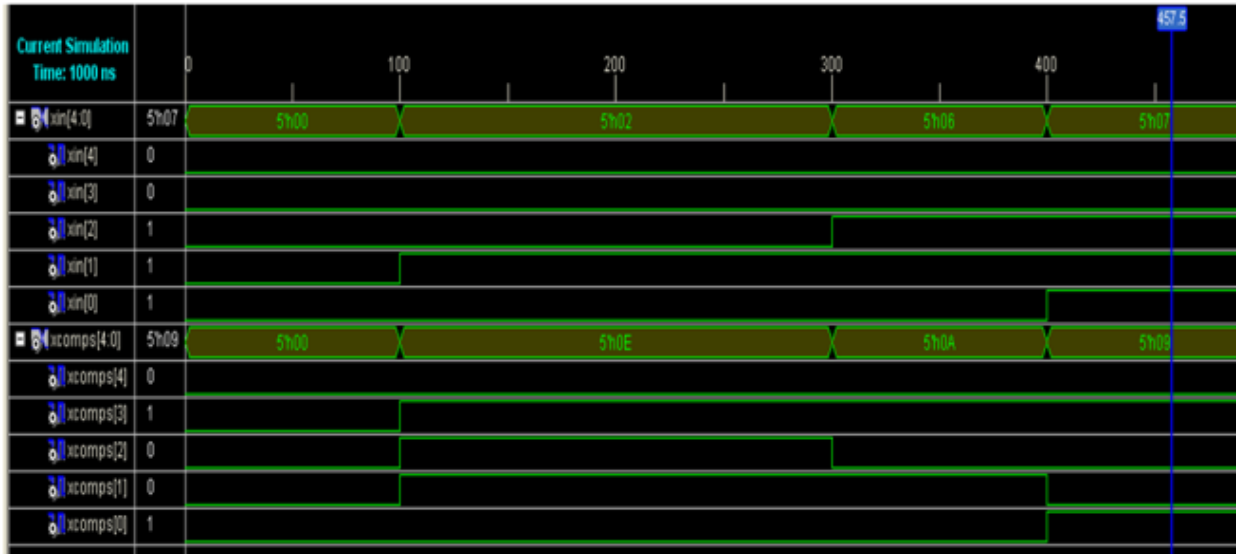 457.5
Current Simulation
Time: 1000 ns
0 100 200 300 400
xin[4:0] 5'h07 5'h00 5'h02 5'h06 5'h07
xin[4] 0
xin[3] 0
xin[2] 1
xin[1] 1
xin[0] 1
xcomps[4:0] 5'h09 5'h00 5'h0E 5'h0A 5'h09
xcomps[4] 0
xcomps[3] 1
xcomps[2] 0
xcomps[1] 0
xcomps[0] 1